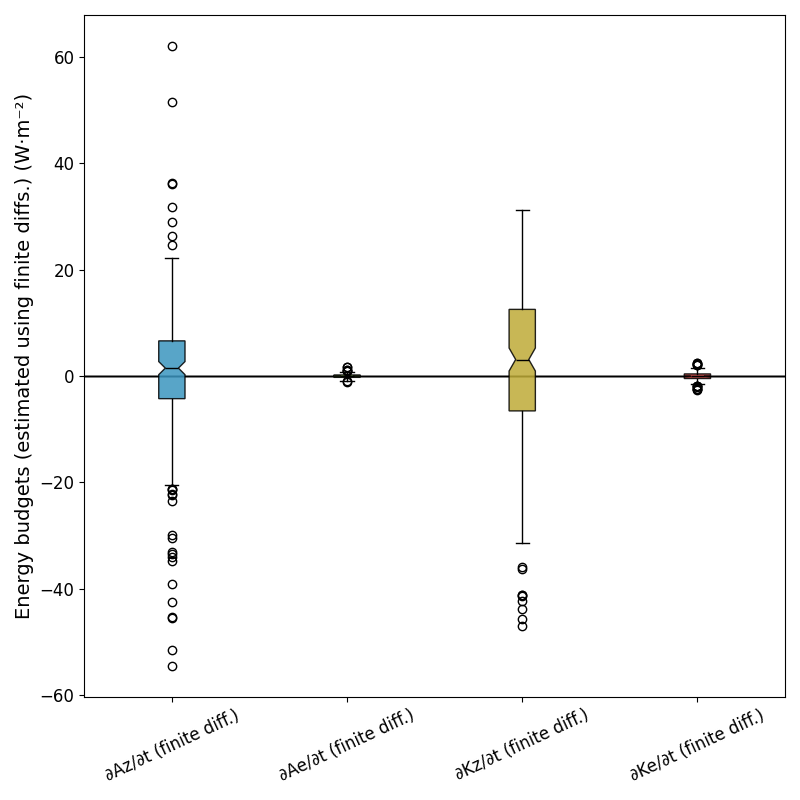 Energy budgets (estimated using finite diffs.) (W·m⁻²)
60
40
20
0
−20
−40
−60
∂Az/∂t (finite diff.)
∂Ae/∂t (finite diff.)
∂Kz/∂t (finite diff.)
∂Ke/∂t (finite diff.)